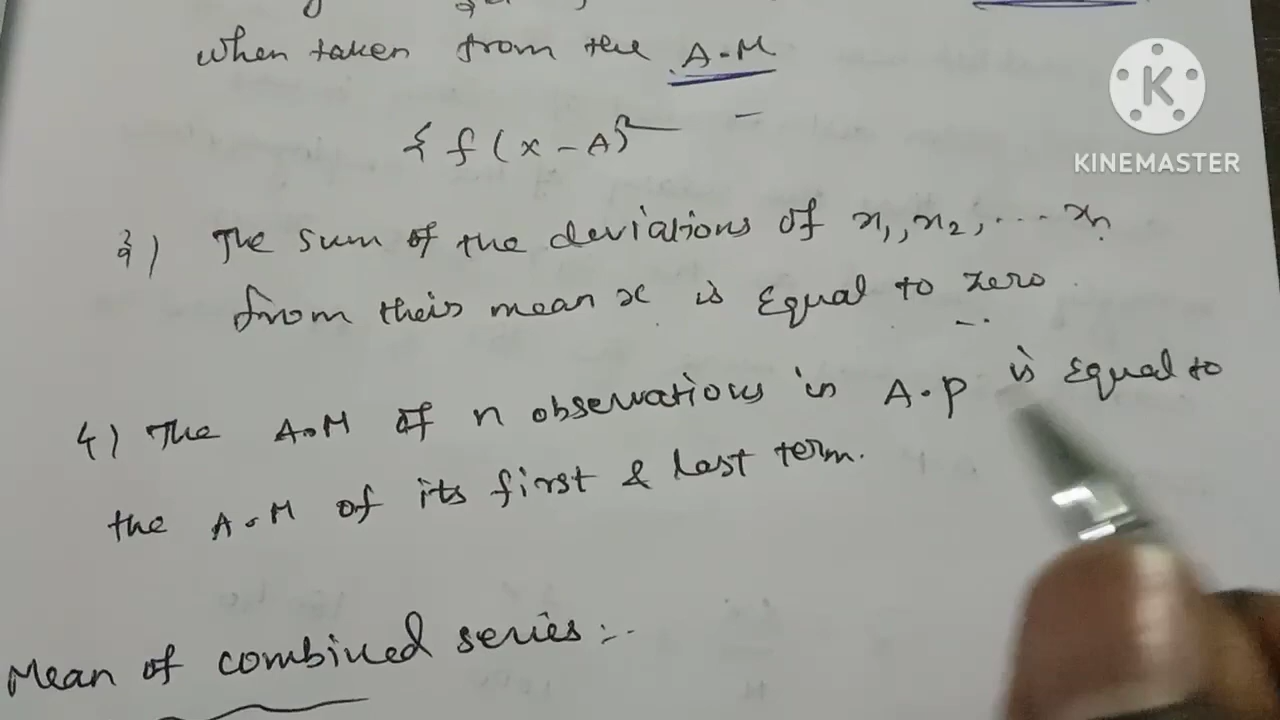 when taken from the A.M
{ f(x-A)²
3) The sum of the deviations of x1, x2, ... xn
from their mean x is equal to zero
4) The A.M of n observations in A.P is equal to
the A.M of its first & last term.
Mean of combined series :-
K
KINEMASTER